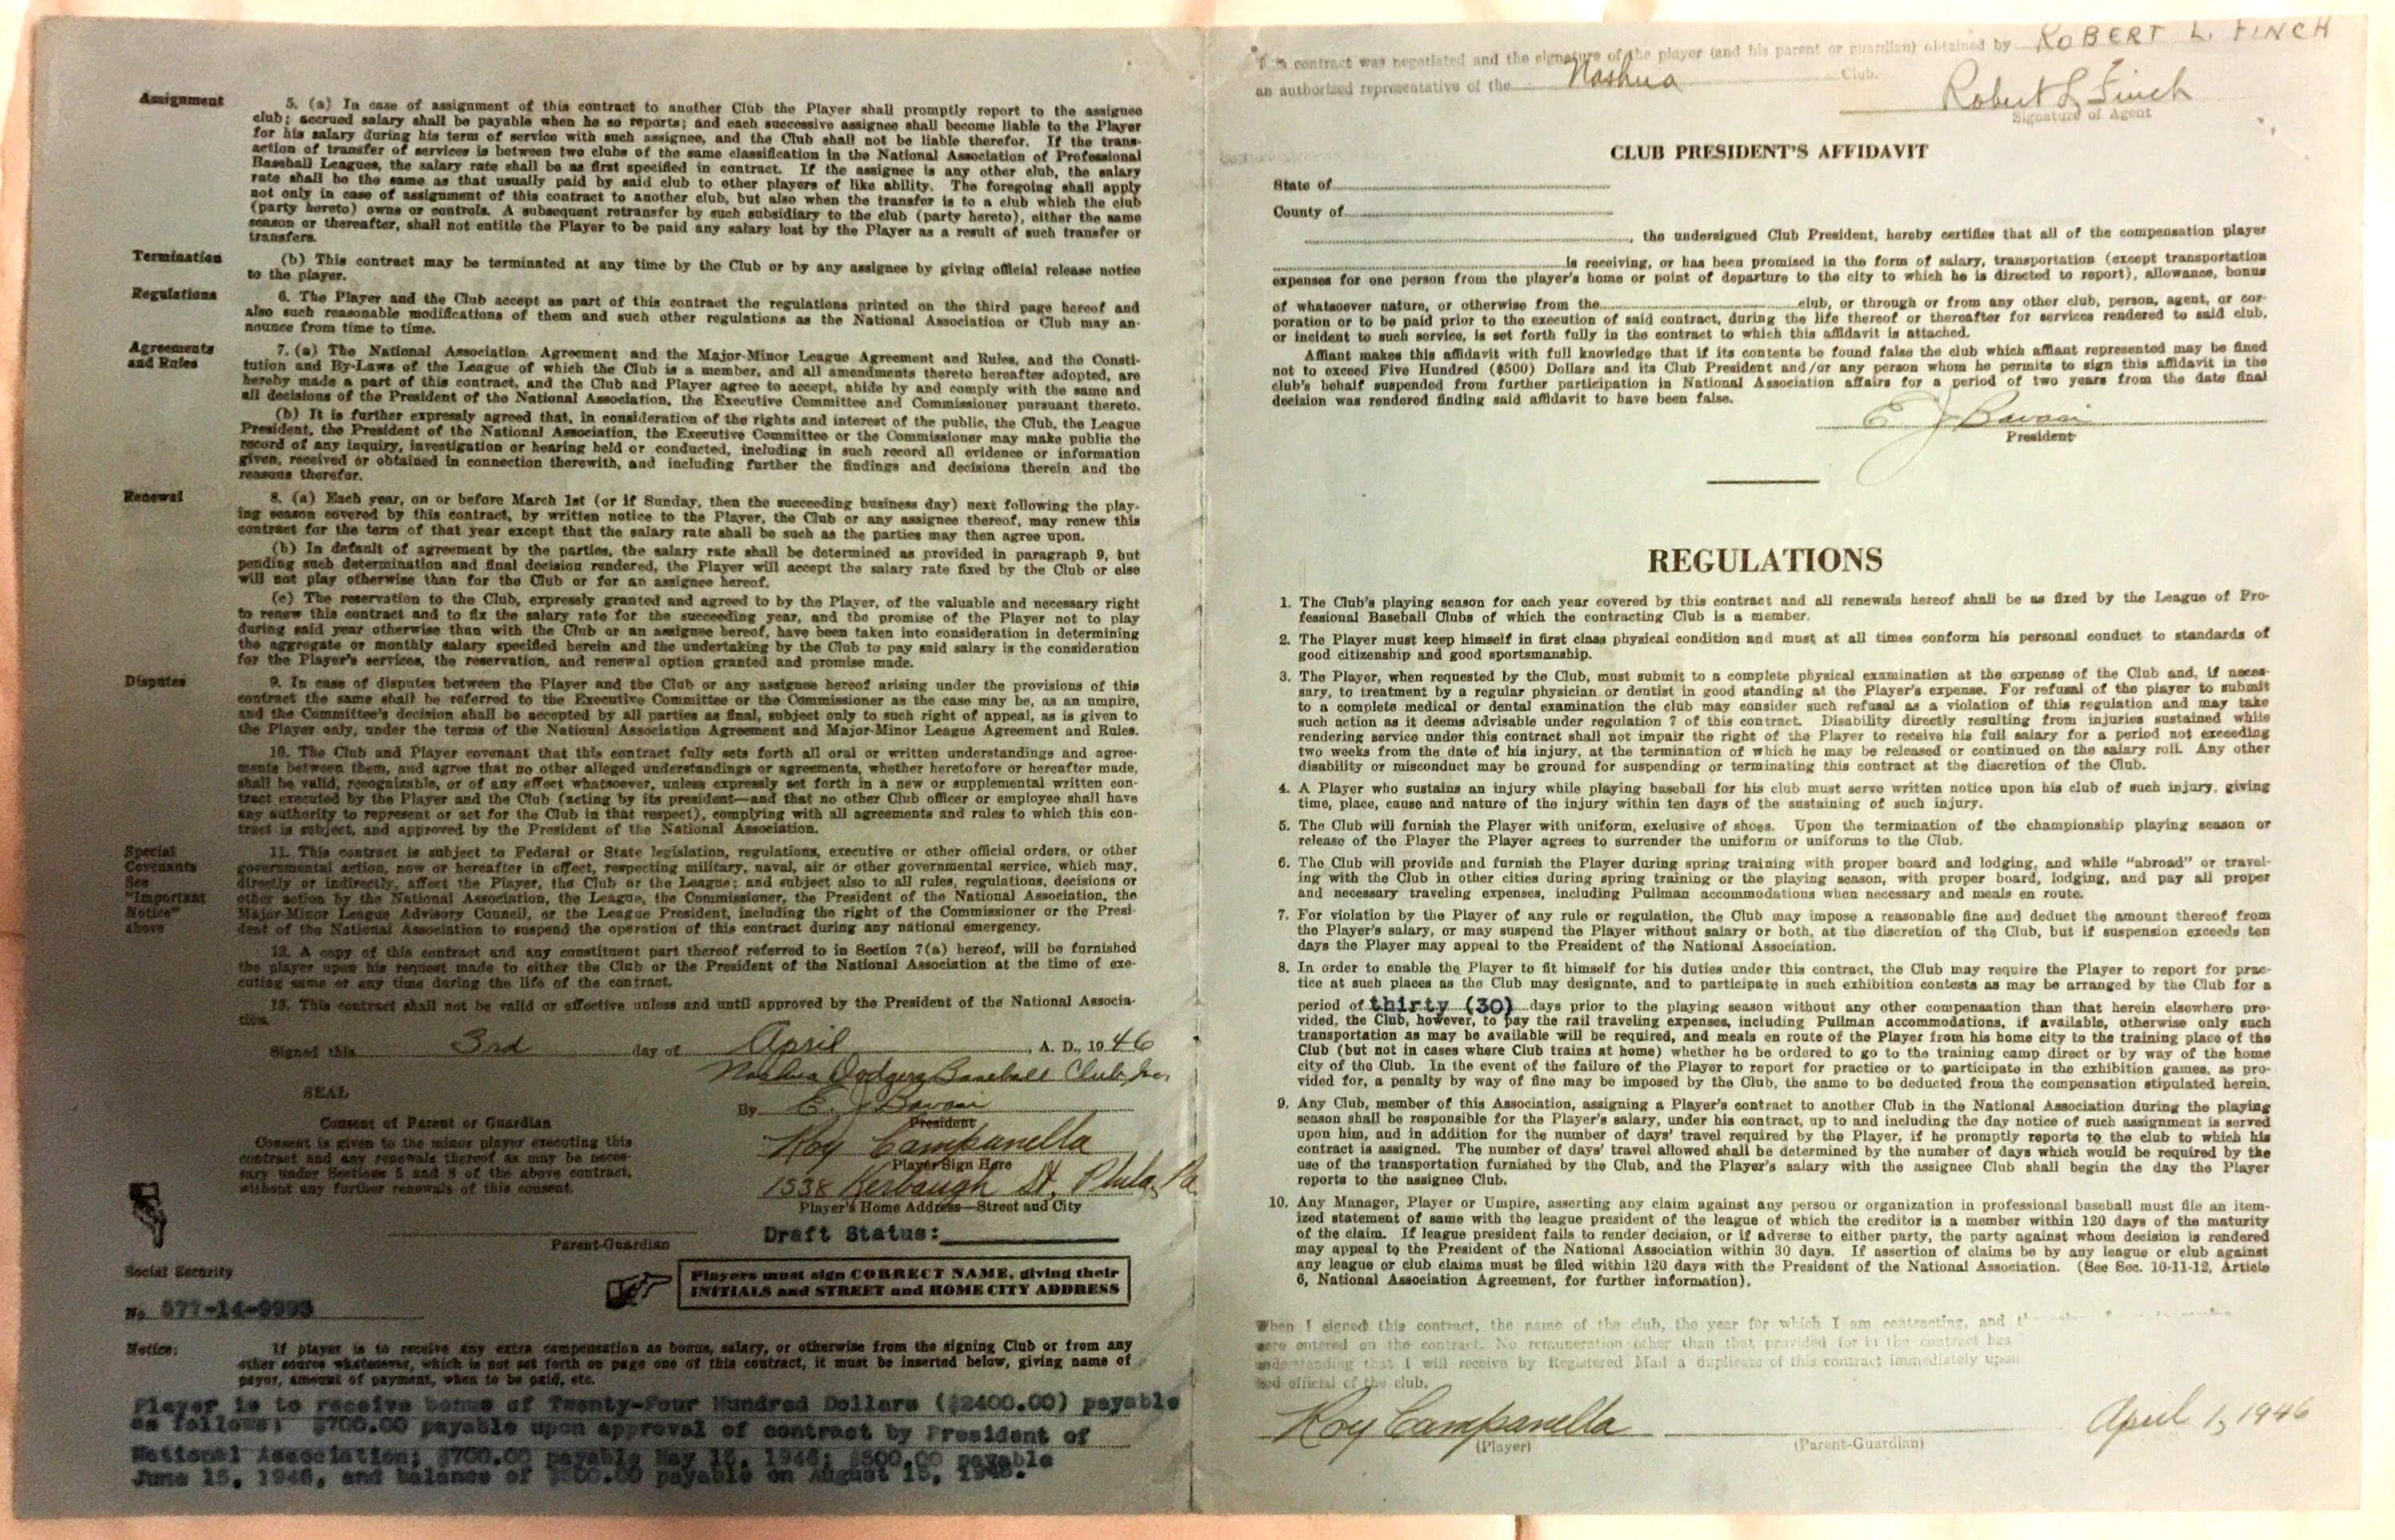 Assignment
5. (a) In case of assignment of this contract to another Club the Player shall promptly report to the assignee
club; accrued salary shall be payable when he so reports; and each successive assignee shall become liable to the Player
for his salary during his term of service with such assignee, and the Club shall not be liable therefor. If the trans-
action of transfer of services is between two clubs of the same classification in the National Association of Professional
Baseball Leagues, the salary rate shall be as first specified in contract. If the assignee is any other club, the salary
rate shall be the same as that usually paid by said club to other players of like ability. The foregoing shall apply
not only in case of assignment of this contract to another club, but also when the transfer is to a club which the club
(party hereto) owns or controls. A subsequent retransfer by such subsidiary to the club (party hereto), either the same
season or thereafter, shall not entitle the Player to be paid any salary lost by the Player as a result of such transfer or
transfers.
Termination
(b) This contract may be terminated at any time by the Club or by any assignee by giving official release notice
to the player.
Regulations
6. The Player and the Club accept as part of this contract the regulations printed on the third page hereof and
also such reasonable modifications of them and such other regulations as the National Association or Club may an-
nounce from time to time.
Agreements
and Rules
7. (a) The National Association Agreement and the Major-Minor League Agreement and Rules, and the Consti-
tution and By-Laws of the League of which the Club is a member, and all amendments thereto hereafter adopted, are
hereby made a part of this contract, and the Club and Player agree to accept, abide by and comply with the same and
all decisions of the President of the National Association, the Executive Committee and Commissioner pursuant thereto.
(b) It is further expressly agreed that, in consideration of the rights and interest of the public, the Club, the League
President, the President of the National Association, the Executive Committee or the Commissioner may make public the
record of any inquiry, investigation or hearing held or conducted, including in such record all evidence or information
given, received or obtained in connection therewith, and including further the findings and decisions therein and the
reasons therefor.
Renewal
8. (a) Each year, on or before March 1st (or if Sunday, then the succeeding business day) next following the play-
ing season covered by this contract, by written notice to the Player, the Club or any assignee thereof, may renew this
contract for the term of that year except that the salary rate shall be such as the parties may then agree upon.
(b) In default of agreement by the parties, the salary rate shall be determined as provided in paragraph 9, but
pending such determination and final decision rendered, the Player will accept the salary rate fixed by the Club or else
will not play otherwise than for the Club or for an assignee hereof.
(c) The reservation to the Club, expressly granted and agreed to by the Player, of the valuable and necessary right
to renew this contract and to fix the salary rate for the succeeding year, and the promise of the Player not to play
during said year otherwise than with the Club or an assignee hereof, have been taken into consideration in determining
the aggregate or monthly salary specified herein and the undertaking by the Club to pay said salary is the consideration
for the Player's services, the reservation, and renewal option granted and promise made.
Disputes
9. In case of disputes between the Player and the Club or any assignee hereof arising under the provisions of this
contract the same shall be referred to the Executive Committee or the Commissioner as the case may be, as an umpire,
and the Committee's decision shall be accepted by all parties as final, subject only to such right of appeal, as is given to
the Player only, under the terms of the National Association Agreement and Major-Minor League Agreement and Rules.
10. The Club and Player covenant that this contract fully sets forth all oral or written understandings and agree-
ments between them, and agree that no other alleged understandings or agreements, whether heretofore or hereafter made,
shall be valid, recognizable, or of any effect whatsoever, unless expressly set forth in a new or supplemental written con-
tract executed by the Player and the Club (acting by its president—and that no other Club officer or employee shall have
any authority to represent or act for the Club in that respect), complying with all agreements and rules to which this con-
tract is subject, and approved by the President of the National Association.
Special
Covenants
See
"Important
Notice"
above
11. This contract is subject to Federal or State legislation, regulations, executive or other official orders, or other
governmental action, now or hereafter in effect, respecting military, naval, air or other governmental service, which may,
directly or indirectly, affect the Player, the Club or the League; and subject also to all rules, regulations, decisions or
other action by the National Association, the League, the Commissioner, the President of the National Association, the
Major-Minor League Advisory Council, or the League President, including the right of the Commissioner or the Presi-
dent of the National Association to suspend the operation of this contract during any national emergency.
12. A copy of this contract and any constituent part thereof referred to in Section 7(a) hereof, will be furnished
the player upon his request made to either the Club or the President of the National Association at the time of exe-
cuting same or any time during the life of the contract.
13. This contract shall not be valid or effective unless and until approved by the President of the National Associa-
tion.
Signed this 3rd day of April, A. D., 1946
Nashua Dodgers Baseball Club, Inc.
SEAL
By E. J. Bavasi
President
Consent of Parent or Guardian
Consent is given to the minor player executing this
contract and any renewals thereof as may be neces-
sary under Sections 5 and 8 of the above contract,
without any further renewals of this consent.
Roy Campanella
Player Sign Here
1538 Kerbaugh St. Phila. Pa.
Player's Home Address—Street and City
Draft Status:
Parent-Guardian
Players must sign CORRECT NAME, giving their
INITIALS and STREET and HOME CITY ADDRESS
Social Security
No. 577-14-9993
Notice:
If player is to receive any extra compensation as bonus, salary, or otherwise from the signing Club or from any
other source whatsoever, which is not set forth on page one of this contract, it must be inserted below, giving name of
payor, amount of payment, when to be paid, etc.
Player is to receive bonus of Twenty-four Hundred Dollars ($2400.00) payable
as follows: $700.00 payable upon approval of contract by President of
National Association; $700.00 payable May 15, 1946; $500.00 payable
June 15, 1946, and balance of $500.00 payable on August 15, 1946.
This contract was negotiated and the signature of the player (and his parent or guardian) obtained by ROBERT L. FINCH
an authorized representative of the Nashua Club.
Robert L Finch
Signature of Agent
CLUB PRESIDENT'S AFFIDAVIT
State of
County of
, the undersigned Club President, hereby certifies that all of the compensation player
is receiving, or has been promised in the form of salary, transportation (except transportation
expenses for one person from the player's home or point of departure to the city to which he is directed to report), allowance, bonus
of whatsoever nature, or otherwise from the club, or through or from any other club, person, agent, or cor-
poration or to be paid prior to the execution of said contract, during the life thereof or thereafter for services rendered to said club,
or incident to such service, is set forth fully in the contract to which this affidavit is attached.
Affiant makes this affidavit with full knowledge that if its contents be found false the club which affiant represented may be fined
not to exceed Five Hundred ($500) Dollars and its Club President and/or any person whom he permits to sign this affidavit in the
club's behalf suspended from further participation in National Association affairs for a period of two years from the date final
decision was rendered finding said affidavit to have been false.
E J Bavasi
President
REGULATIONS
1. The Club's playing season for each year covered by this contract and all renewals hereof shall be as fixed by the League of Pro-
fessional Baseball Clubs of which the contracting Club is a member.
2. The Player must keep himself in first class physical condition and must at all times conform his personal conduct to standards of
good citizenship and good sportsmanship.
3. The Player, when requested by the Club, must submit to a complete physical examination at the expense of the Club and, if neces-
sary, to treatment by a regular physician or dentist in good standing at the Player's expense. For refusal of the player to submit
to a complete medical or dental examination the club may consider such refusal as a violation of this regulation and may take
such action as it deems advisable under regulation 7 of this contract. Disability directly resulting from injuries sustained while
rendering service under this contract shall not impair the right of the Player to receive his full salary for a period not exceeding
two weeks from the date of his injury, at the termination of which he may be released or continued on the salary roll. Any other
disability or misconduct may be ground for suspending or terminating this contract at the discretion of the Club.
4. A Player who sustains an injury while playing baseball for his club must serve written notice upon his club of such injury, giving
time, place, cause and nature of the injury within ten days of the sustaining of such injury.
5. The Club will furnish the Player with uniform, exclusive of shoes. Upon the termination of the championship playing season or
release of the Player the Player agrees to surrender the uniform or uniforms to the Club.
6. The Club will provide and furnish the Player during spring training with proper board and lodging, and while "abroad" or travel-
ing with the Club in other cities during spring training or the playing season, with proper board, lodging, and pay all proper
and necessary traveling expenses, including Pullman accommodations when necessary and meals en route.
7. For violation by the Player of any rule or regulation, the Club may impose a reasonable fine and deduct the amount thereof from
the Player's salary, or may suspend the Player without salary or both, at the discretion of the Club, but if suspension exceeds ten
days the Player may appeal to the President of the National Association.
8. In order to enable the Player to fit himself for his duties under this contract, the Club may require the Player to report for prac-
tice at such places as the Club may designate, and to participate in such exhibition contests as may be arranged by the Club for a
period of thirty (30) days prior to the playing season without any other compensation than that herein elsewhere pro-
vided, the Club, however, to pay the rail traveling expenses, including Pullman accommodations, if available, otherwise only such
transportation as may be available will be required, and meals en route of the Player from his home city to the training place of the
Club (but not in cases where Club trains at home) whether he be ordered to go to the training camp direct or by way of the home
city of the Club. In the event of the failure of the Player to report for practice or to participate in the exhibition games, as pro-
vided for, a penalty by way of fine may be imposed by the Club, the same to be deducted from the compensation stipulated herein.
9. Any Club, member of this Association, assigning a Player's contract to another Club in the National Association during the playing
season shall be responsible for the Player's salary, under his contract, up to and including the day notice of such assignment is served
upon him, and in addition for the number of days' travel required by the Player, if he promptly reports to the club to which his
contract is assigned. The number of days' travel allowed shall be determined by the number of days which would be required by the
use of the transportation furnished by the Club, and the Player's salary with the assignee Club shall begin the day the Player
reports to the assignee Club.
10. Any Manager, Player or Umpire, asserting any claim against any person or organization in professional baseball must file an item-
ized statement of same with the league president of the league of which the creditor is a member within 120 days of the maturity
of the claim. If league president fails to render decision, or if adverse to either party, the party against whom decision is rendered
may appeal to the President of the National Association within 30 days. If assertion of claims be by any league or club against
any league or club claims must be filed within 120 days with the President of the National Association. (See Sec. 10-11-12, Article
6, National Association Agreement, for further information).
When I signed this contract, the name of the club, the year for which I am contracting, and
were entered on the contract. No remuneration other than that provided for in the contract has
understanding that I will receive by Registered Mail a duplicate of this contract immediately upon
official of the club.
Roy Campanella
(Player)
(Parent-Guardian)
April 1, 1946